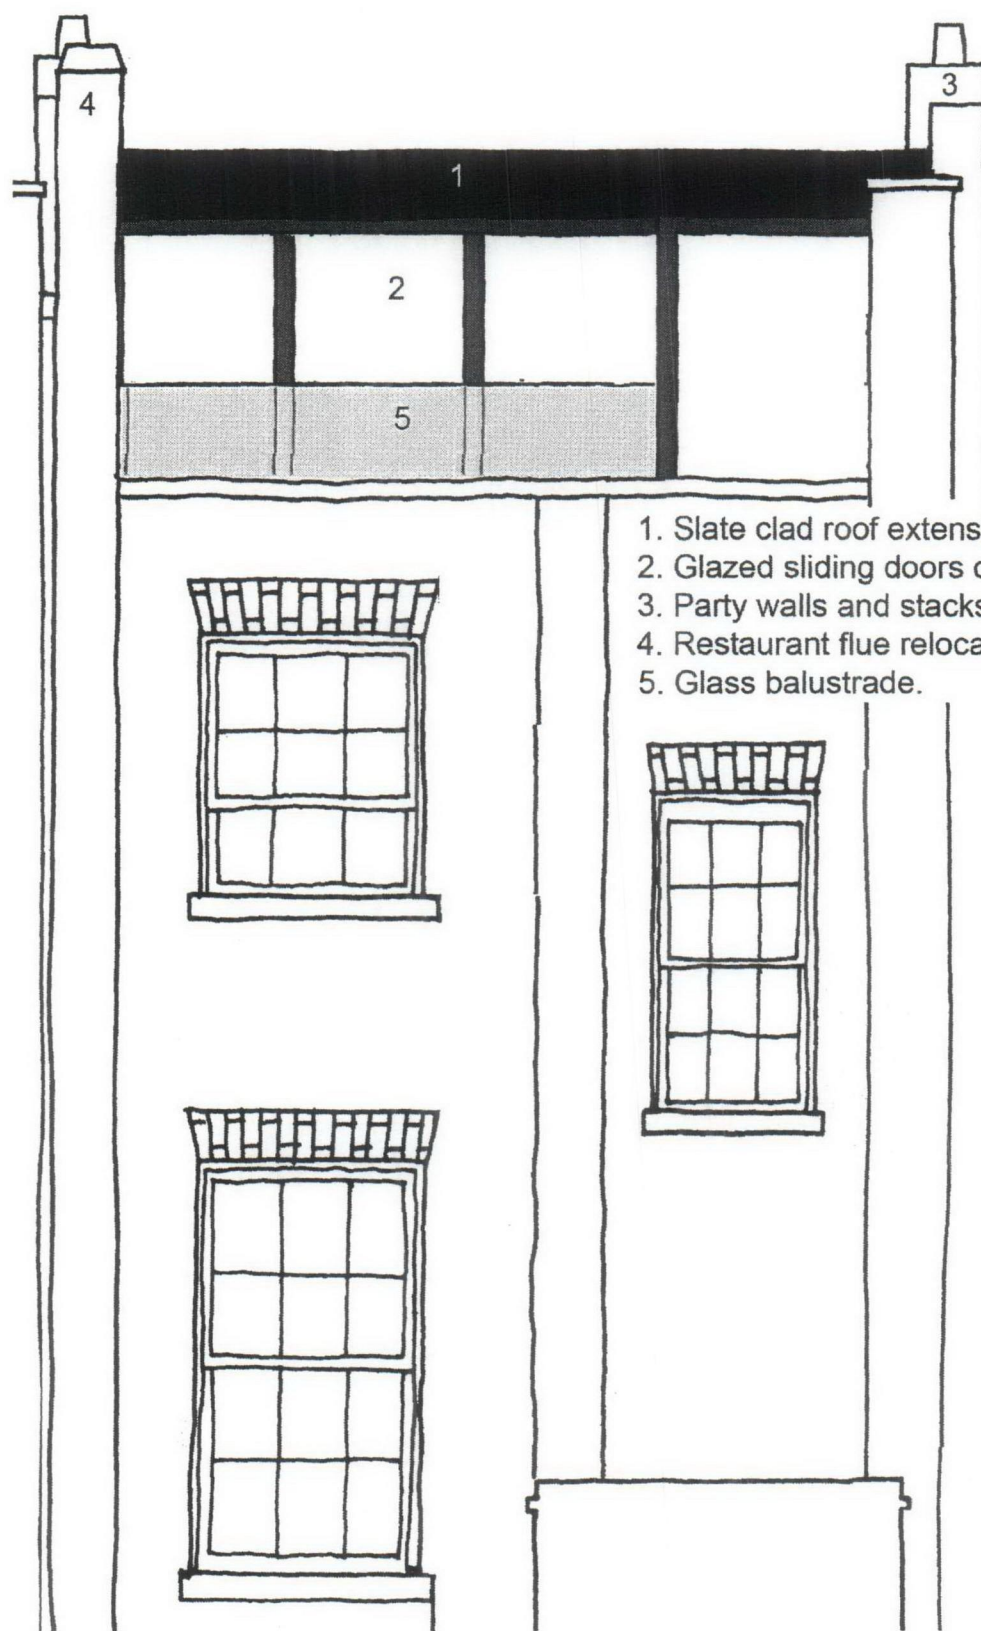 4
3
1
2
5
1. Slate clad roof extens
2. Glazed sliding doors
3. Party walls and stacks
4. Restaurant flue reloca
5. Glass balustrade.